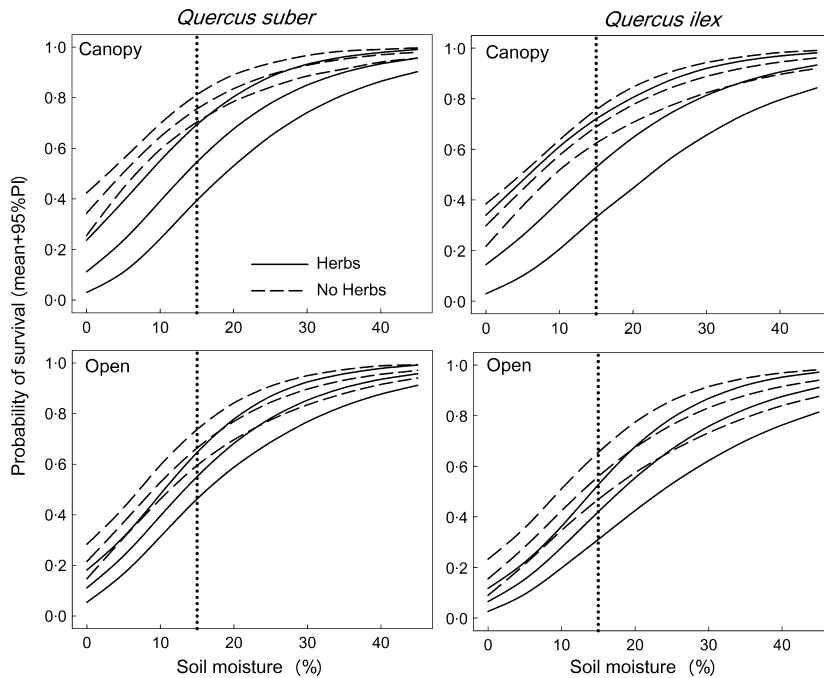 Quercus suber
Quercus ilex
Probability of survival (mean+95%PI)
Canopy
1·0
0·8
0·6
0·4
0·2
0·0
0 10 20 30 40
Herbs
No Herbs
Canopy
1·0
0·8
0·6
0·4
0·2
0·0
0 10 20 30 40
Open
1·0
0·8
0·6
0·4
0·2
0·0
0 10 20 30 40
Soil moisture (%)
Open
1·0
0·8
0·6
0·4
0·2
0·0
0 10 20 30 40
Soil moisture (%)